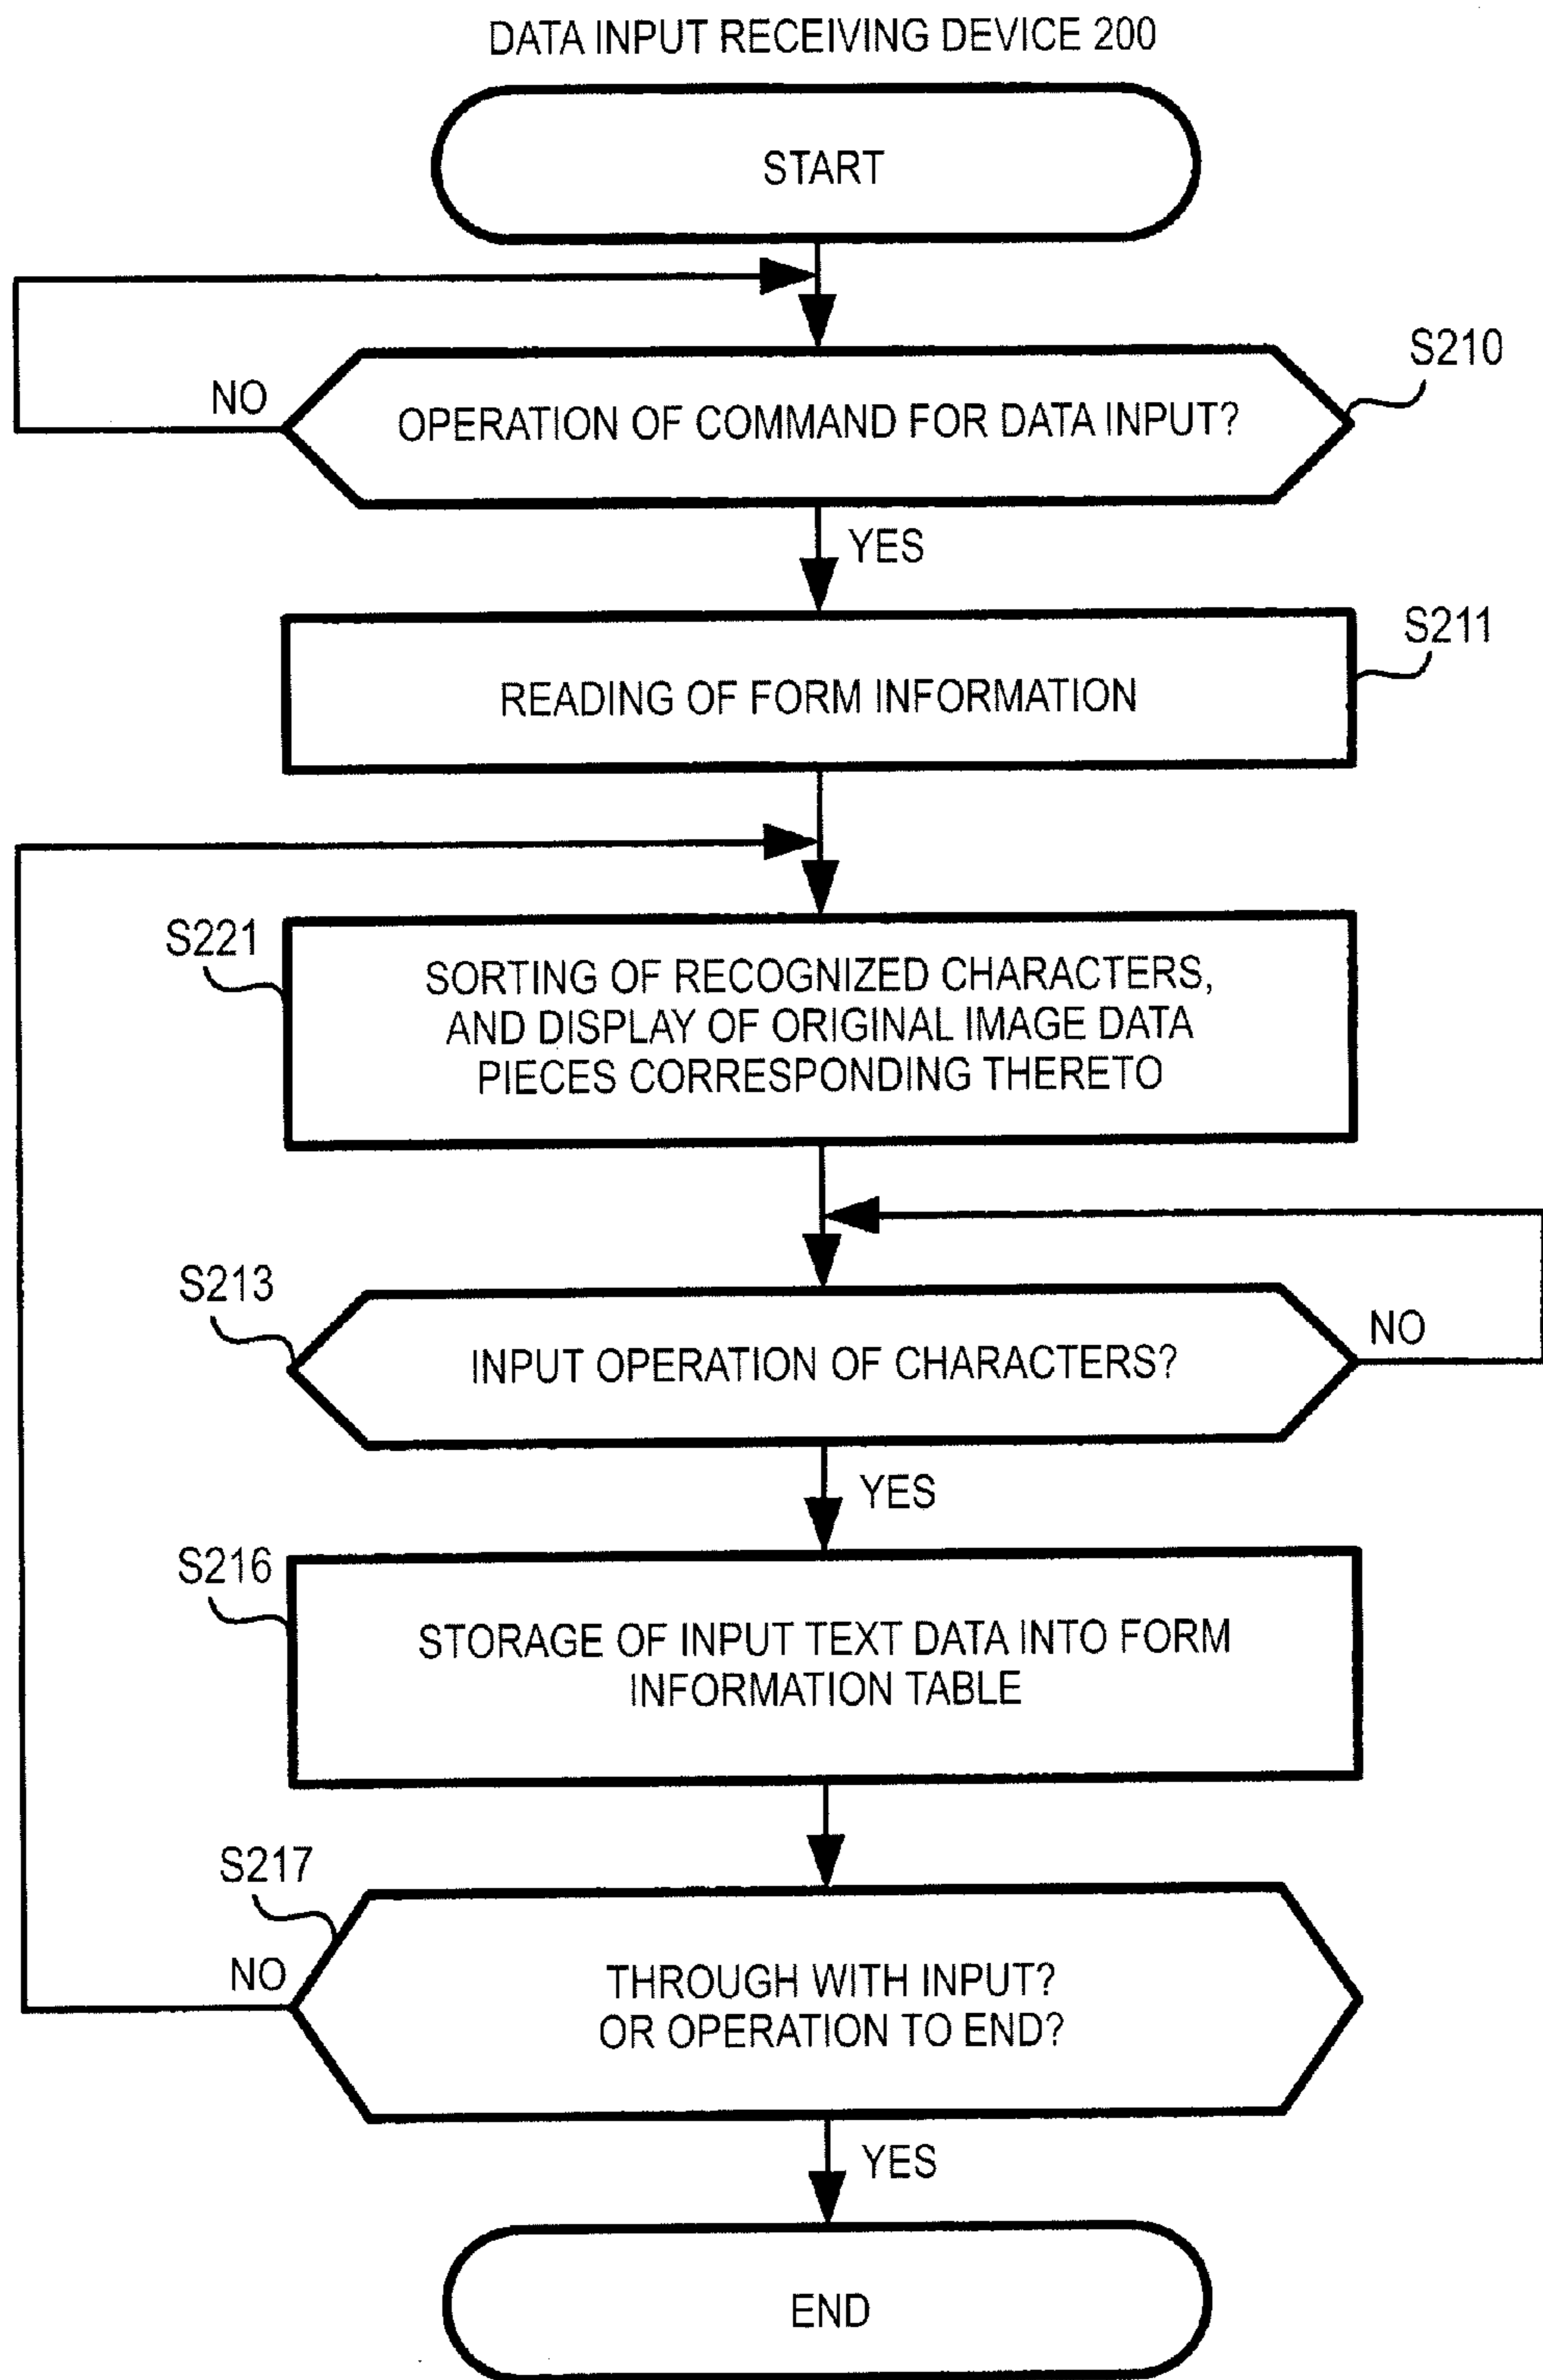 DATA INPUT RECEIVING DEVICE 200
START
S210
NO
OPERATION OF COMMAND FOR DATA INPUT?
YES
S211
READING OF FORM INFORMATION
S221
SORTING OF RECOGNIZED CHARACTERS,
AND DISPLAY OF ORIGINAL IMAGE DATA
PIECES CORRESPONDING THERETO
S213
NO
INPUT OPERATION OF CHARACTERS?
YES
S216
STORAGE OF INPUT TEXT DATA INTO FORM
INFORMATION TABLE
S217
NO
THROUGH WITH INPUT?
OR OPERATION TO END?
YES
END